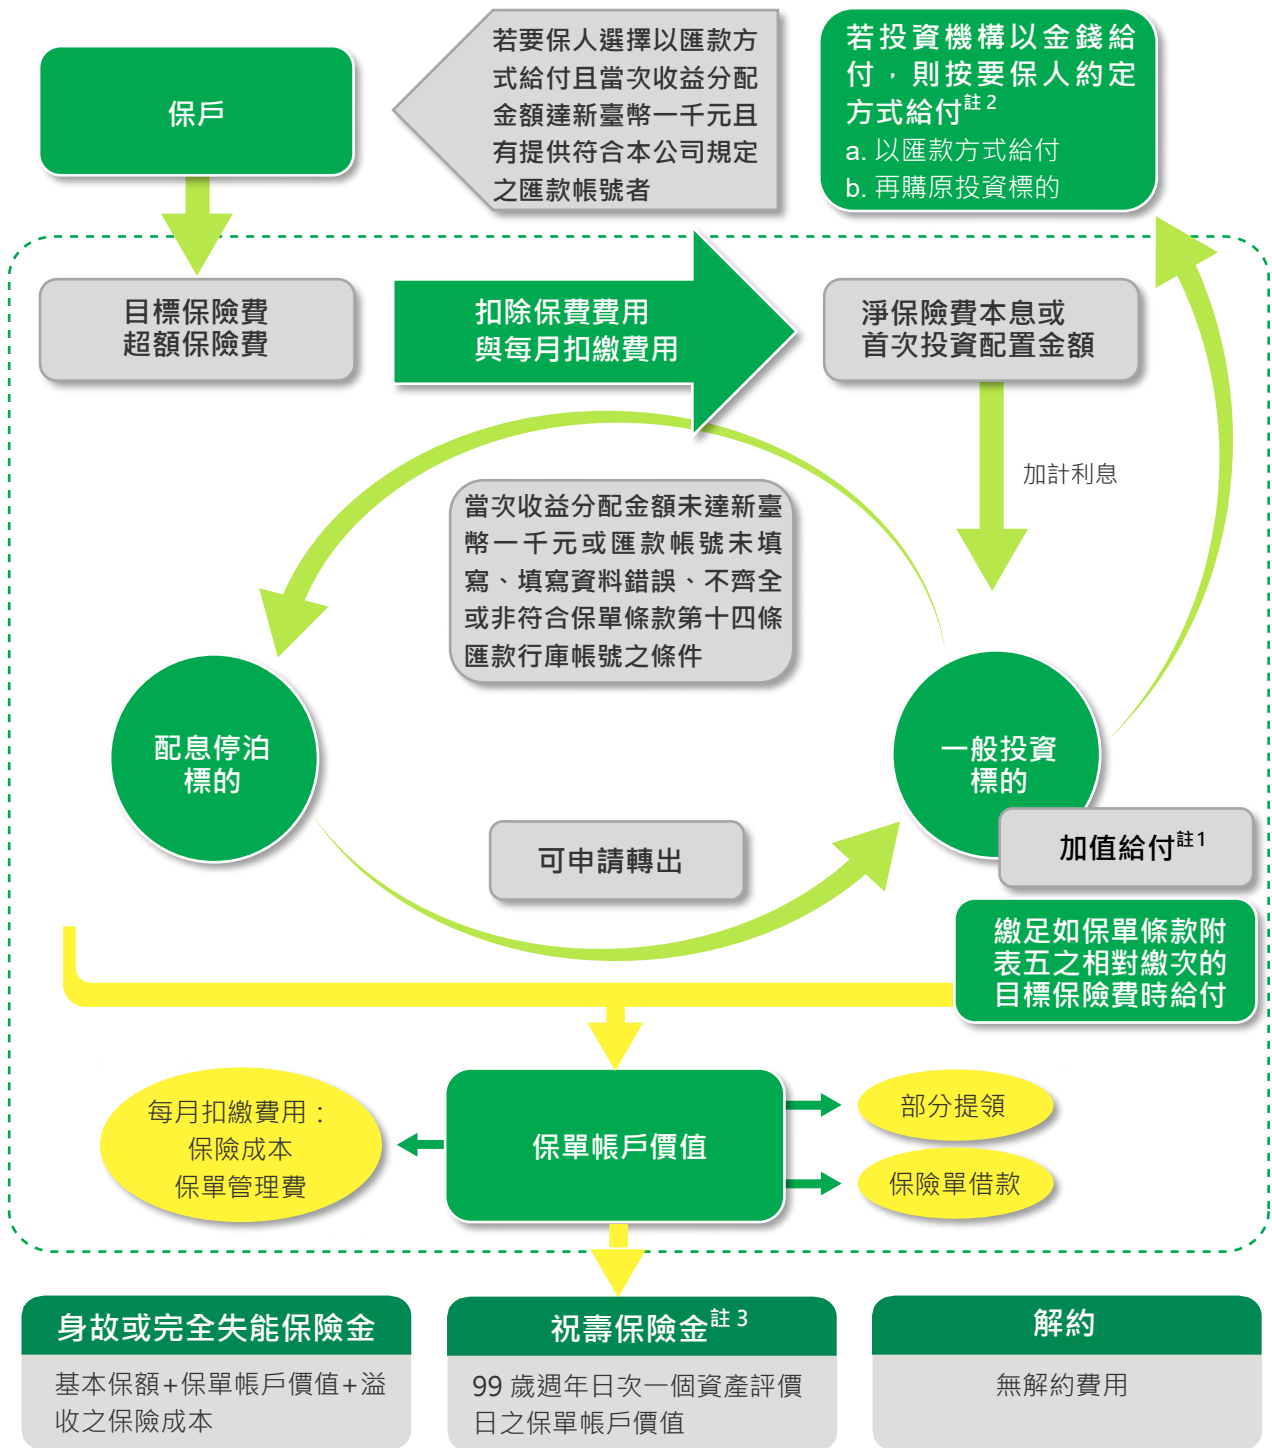 保戶
若要保人選擇以匯款方
式給付且當次收益分配
金額達新臺幣一千元且
有提供符合本公司規定
之匯款帳號者
若投資機構以金錢給
付，則按要保人約定
方式給付註2
a. 以匯款方式給付
b. 再購原投資標的
目標保險費
超額保險費
扣除保費費用
與每月扣繳費用
淨保險費本息或
首次投資配置金額
加計利息
當次收益分配金額未達新臺
幣一千元或匯款帳號未填
寫、填寫資料錯誤、不齊全
或非符合保單條款第十四條
匯款行庫帳號之條件
配息停泊
標的
一般投資
標的
可申請轉出
加值給付註1
繳足如保單條款附
表五之相對繳次的
目標保險費時給付
每月扣繳費用：
保險成本
保單管理費
保單帳戶價值
部分提領
保險單借款
身故或完全失能保險金
基本保額+保單帳戶價值+溢
收之保險成本
祝壽保險金註3
99 歲週年日次一個資產評價
日之保單帳戶價值
解約
無解約費用